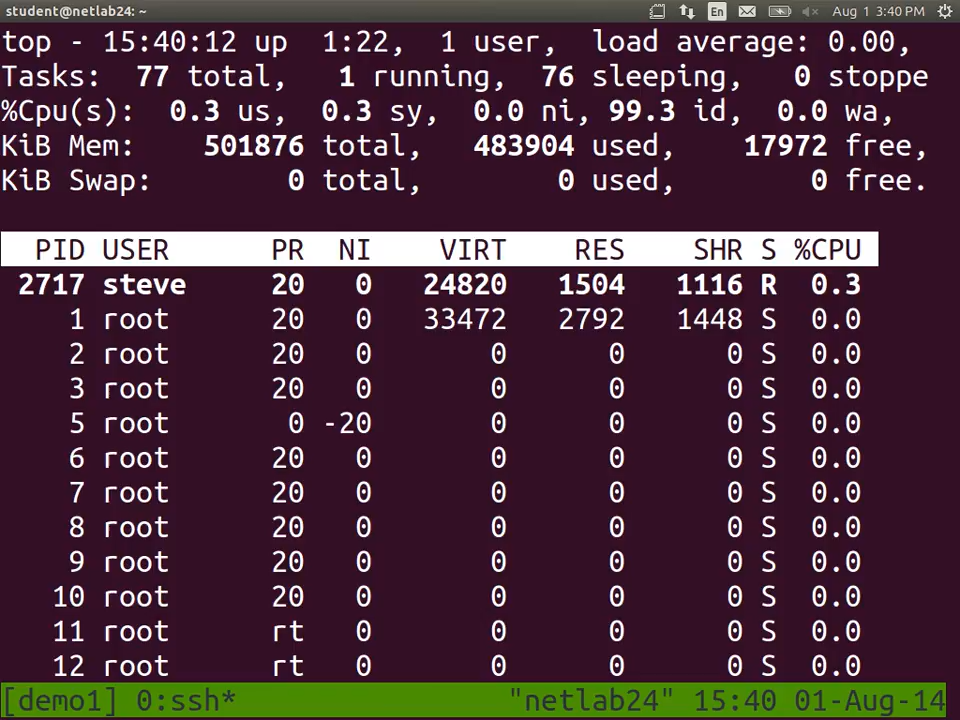 student@netlab24: ~ En Aug 1 3:40 PM
top - 15:40:12 up  1:22,  1 user,  load average: 0.00,
Tasks:  77 total,   1 running,  76 sleeping,   0 stoppe
%Cpu(s):  0.3 us,  0.3 sy,  0.0 ni, 99.3 id,  0.0 wa,
KiB Mem:    501876 total,   483904 used,    17972 free,
KiB Swap:        0 total,        0 used,        0 free.
PID USER      PR  NI    VIRT    RES    SHR S %CPU
2717 steve     20   0   24820   1504   1116 R  0.3
1 root      20   0   33472   2792   1448 S  0.0
2 root      20   0       0      0      0 S  0.0
3 root      20   0       0      0      0 S  0.0
5 root       0 -20       0      0      0 S  0.0
6 root      20   0       0      0      0 S  0.0
7 root      20   0       0      0      0 S  0.0
8 root      20   0       0      0      0 S  0.0
9 root      20   0       0      0      0 S  0.0
10 root      20   0       0      0      0 S  0.0
11 root      rt   0       0      0      0 S  0.0
12 root      rt   0       0      0      0 S  0.0
[demo1] 0:ssh* "netlab24" 15:40 01-Aug-14